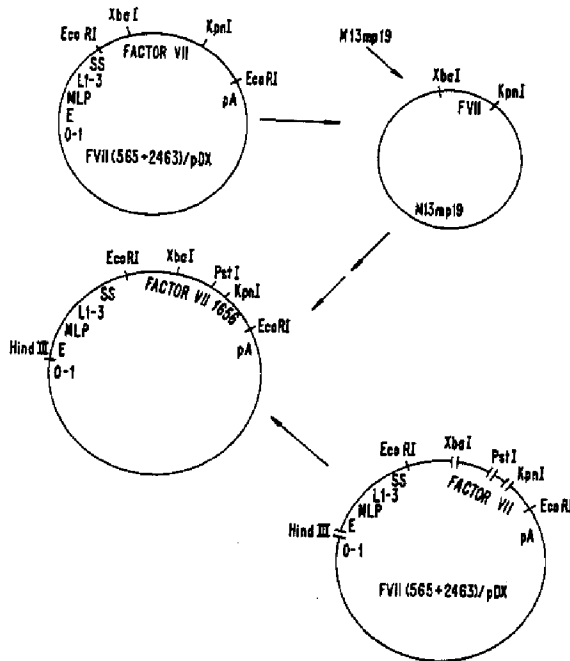 XbaI
EcoRI
FACTOR VII
KpnI
SS
L1-3
MLP
E
0-1
EcoRI
pA
FVII(565+2463)/pDX
M13mp19
XbaI
FVII
KpnI
M13mp19
EcoRI
XbaI
PstI
KpnI
FACTOR VII 1656
SS
L1-3
MLP
Hind III
E
0-1
EcoRI
pA
EcoRI
XbaI
PstI
KpnI
FACTOR VII
SS
L1-3
MLP
Hind III
E
0-1
EcoRI
pA
FVII(565+2463)/pDX